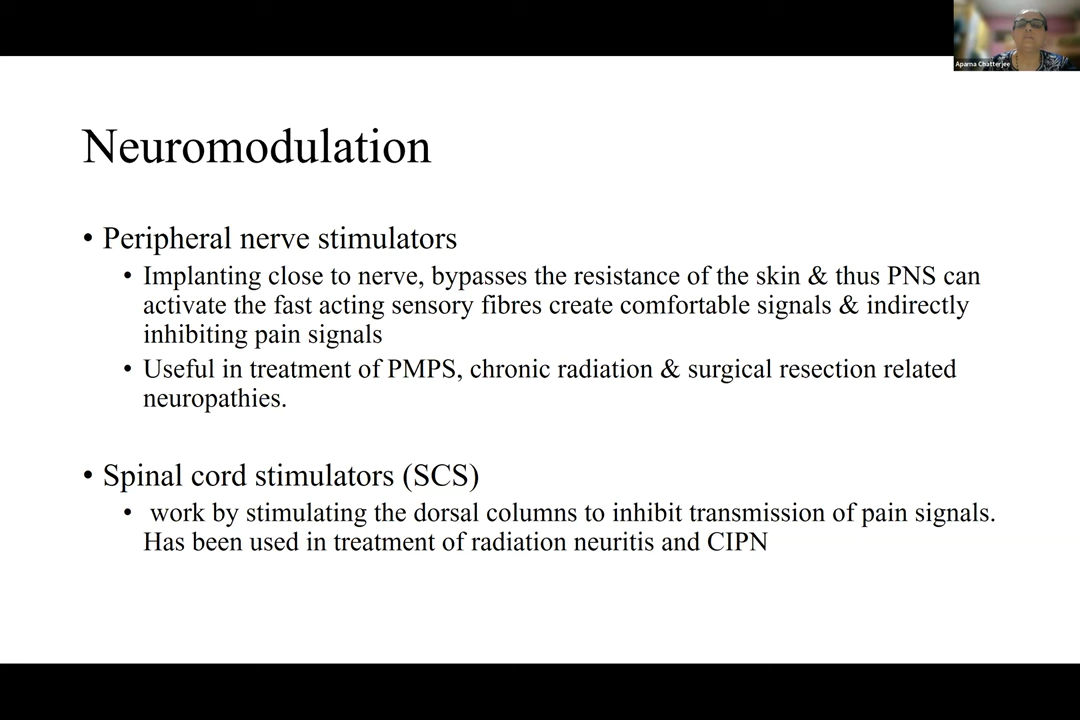 Aparna Chatterjee
Neuromodulation
• Peripheral nerve stimulators
• Implanting close to nerve, bypasses the resistance of the skin & thus PNS can
activate the fast acting sensory fibres create comfortable signals & indirectly
inhibiting pain signals
• Useful in treatment of PMPS, chronic radiation & surgical resection related
neuropathies.
• Spinal cord stimulators (SCS)
• work by stimulating the dorsal columns to inhibit transmission of pain signals.
Has been used in treatment of radiation neuritis and CIPN